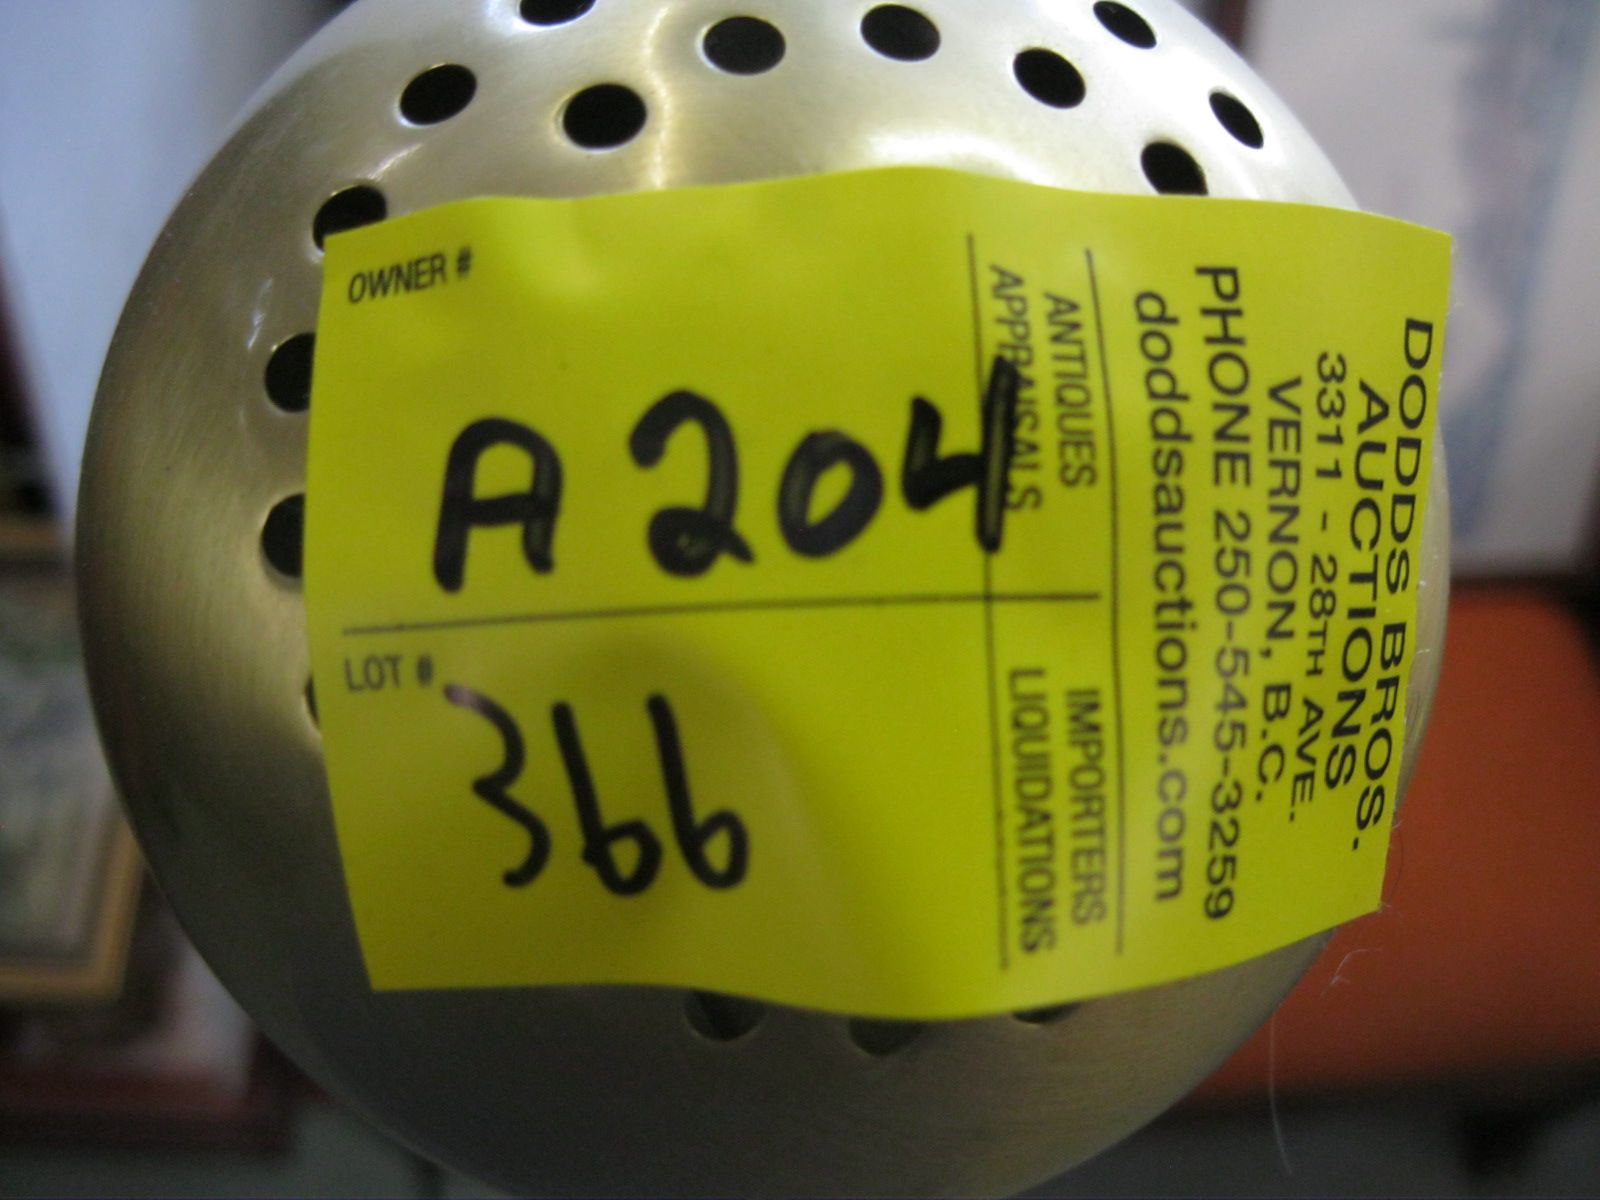 OWNER #
A204
LOT #
366
DODDS BROS.
AUCTIONS
3311 - 28TH AVE.
VERNON, B.C.
PHONE 250-545-3259
doddsauctions.com
ANTIQUES IMPORTERS
APPRAISALS LIQUIDATIONS